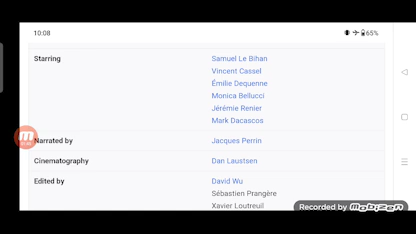 10:08
65%
Starring
Samuel Le Bihan
Vincent Cassel
Émilie Dequenne
Monica Bellucci
Jérémie Renier
Mark Dacascos
Narrated by
Jacques Perrin
Cinematography
Dan Laustsen
Edited by
David Wu
Sébastien Prangère
Xavier Loutreuil
Recorded by Mobizen